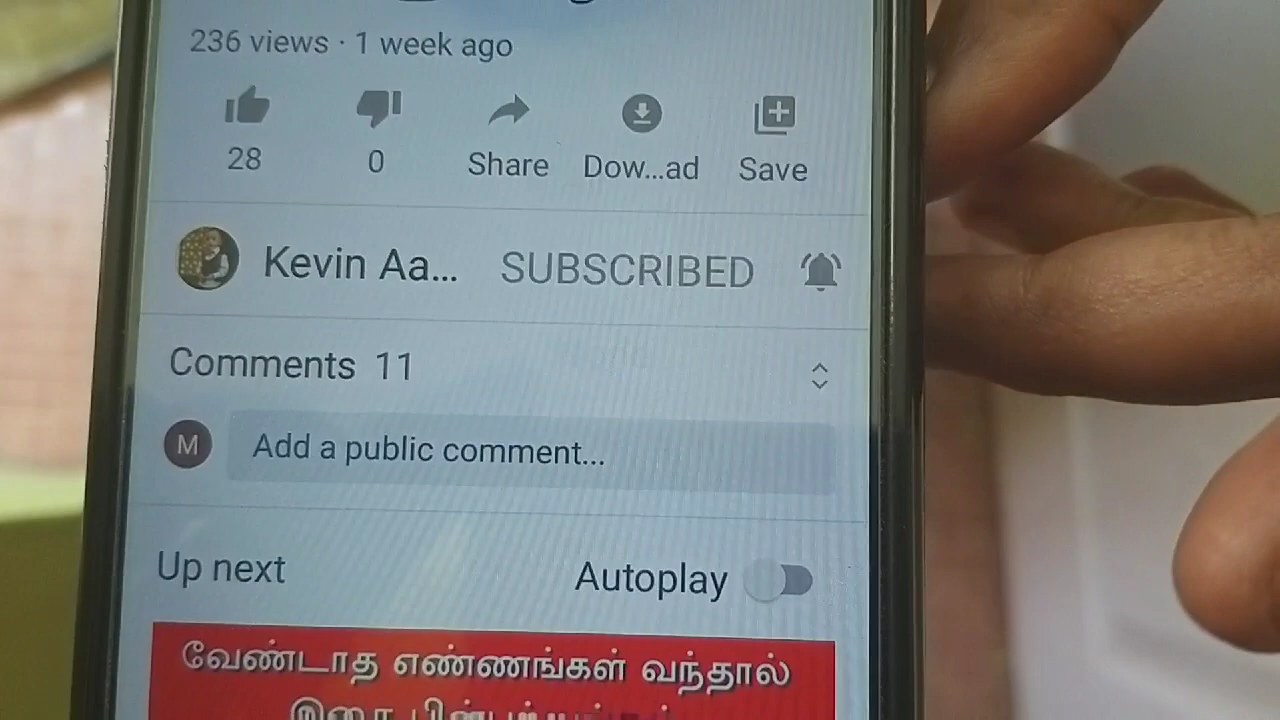 236 views · 1 week ago
28 0 Share Dow...ad Save
Kevin Aa... SUBSCRIBED
Comments 11
M Add a public comment...
Up next Autoplay
வேண்டாத எண்ணங்கள் வந்தால்